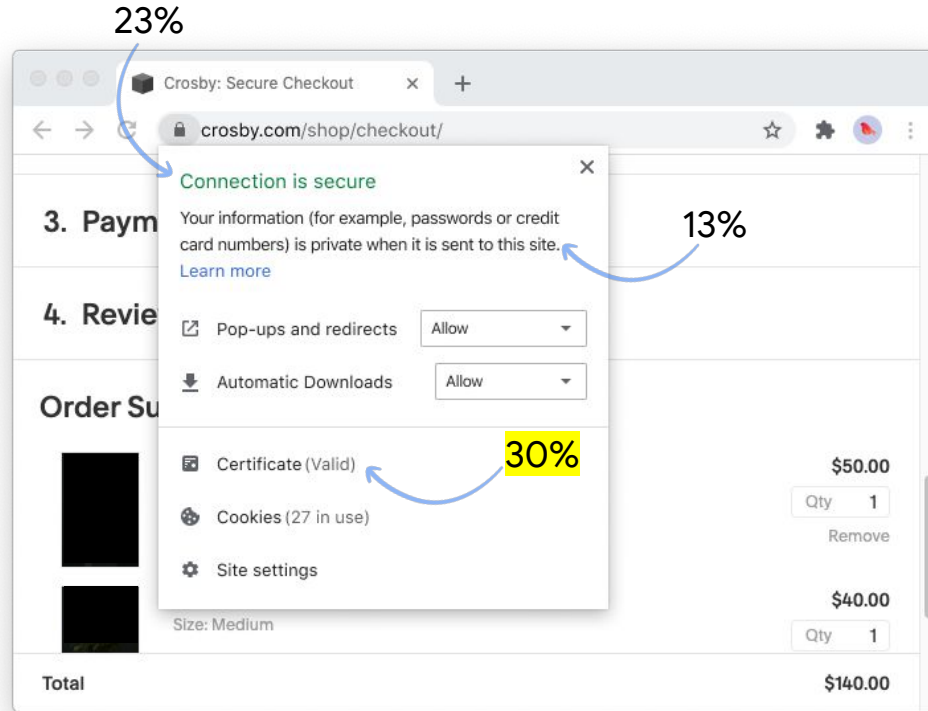 23%
Crosby: Secure Checkout
crosby.com/shop/checkout/
Connection is secure
Your information (for example, passwords or credit
card numbers) is private when it is sent to this site.
Learn more
13%
3. Paym
4. Revie
Pop-ups and redirects Allow
Automatic Downloads Allow
Order Su
30%
Certificate (Valid)
Cookies (27 in use)
Site settings
$50.00
Qty 1
Remove
$40.00
Size: Medium
Qty 1
Total $140.00